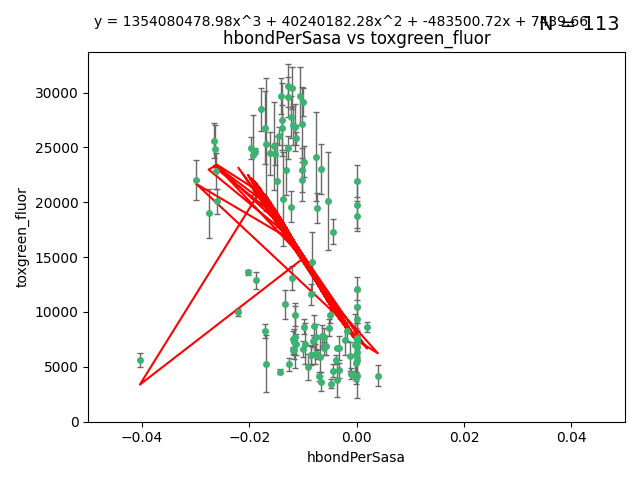 y = 1354080478.98x^3 + 40240182.28x^2 + -483500.72x + 7439.66
N = 113
hbondPerSasa vs toxgreen_fluor
toxgreen_fluor
30000
25000
20000
15000
10000
5000
0
−0.04
−0.02
0.00
0.02
0.04
hbondPerSasa